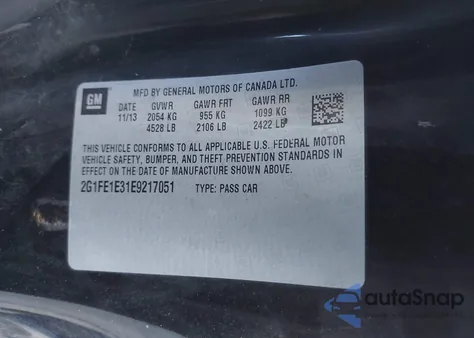 GM
MFD BY GENERAL MOTORS OF CANADA LTD.
DATE GVWR GAWR FRT GAWR RR
11/13 2054 KG 955 KG 1099 KG
4528 LB 2106 LB 2422 LB
THIS VEHICLE CONFORMS TO ALL APPLICABLE U.S. FEDERAL MOTOR
VEHICLE SAFETY, BUMPER, AND THEFT PREVENTION STANDARDS IN
EFFECT ON THE DATE OF MANUFACTURE SHOWN ABOVE.
2G1FE1E31E9217051 TYPE: PASS CAR
autoSnap